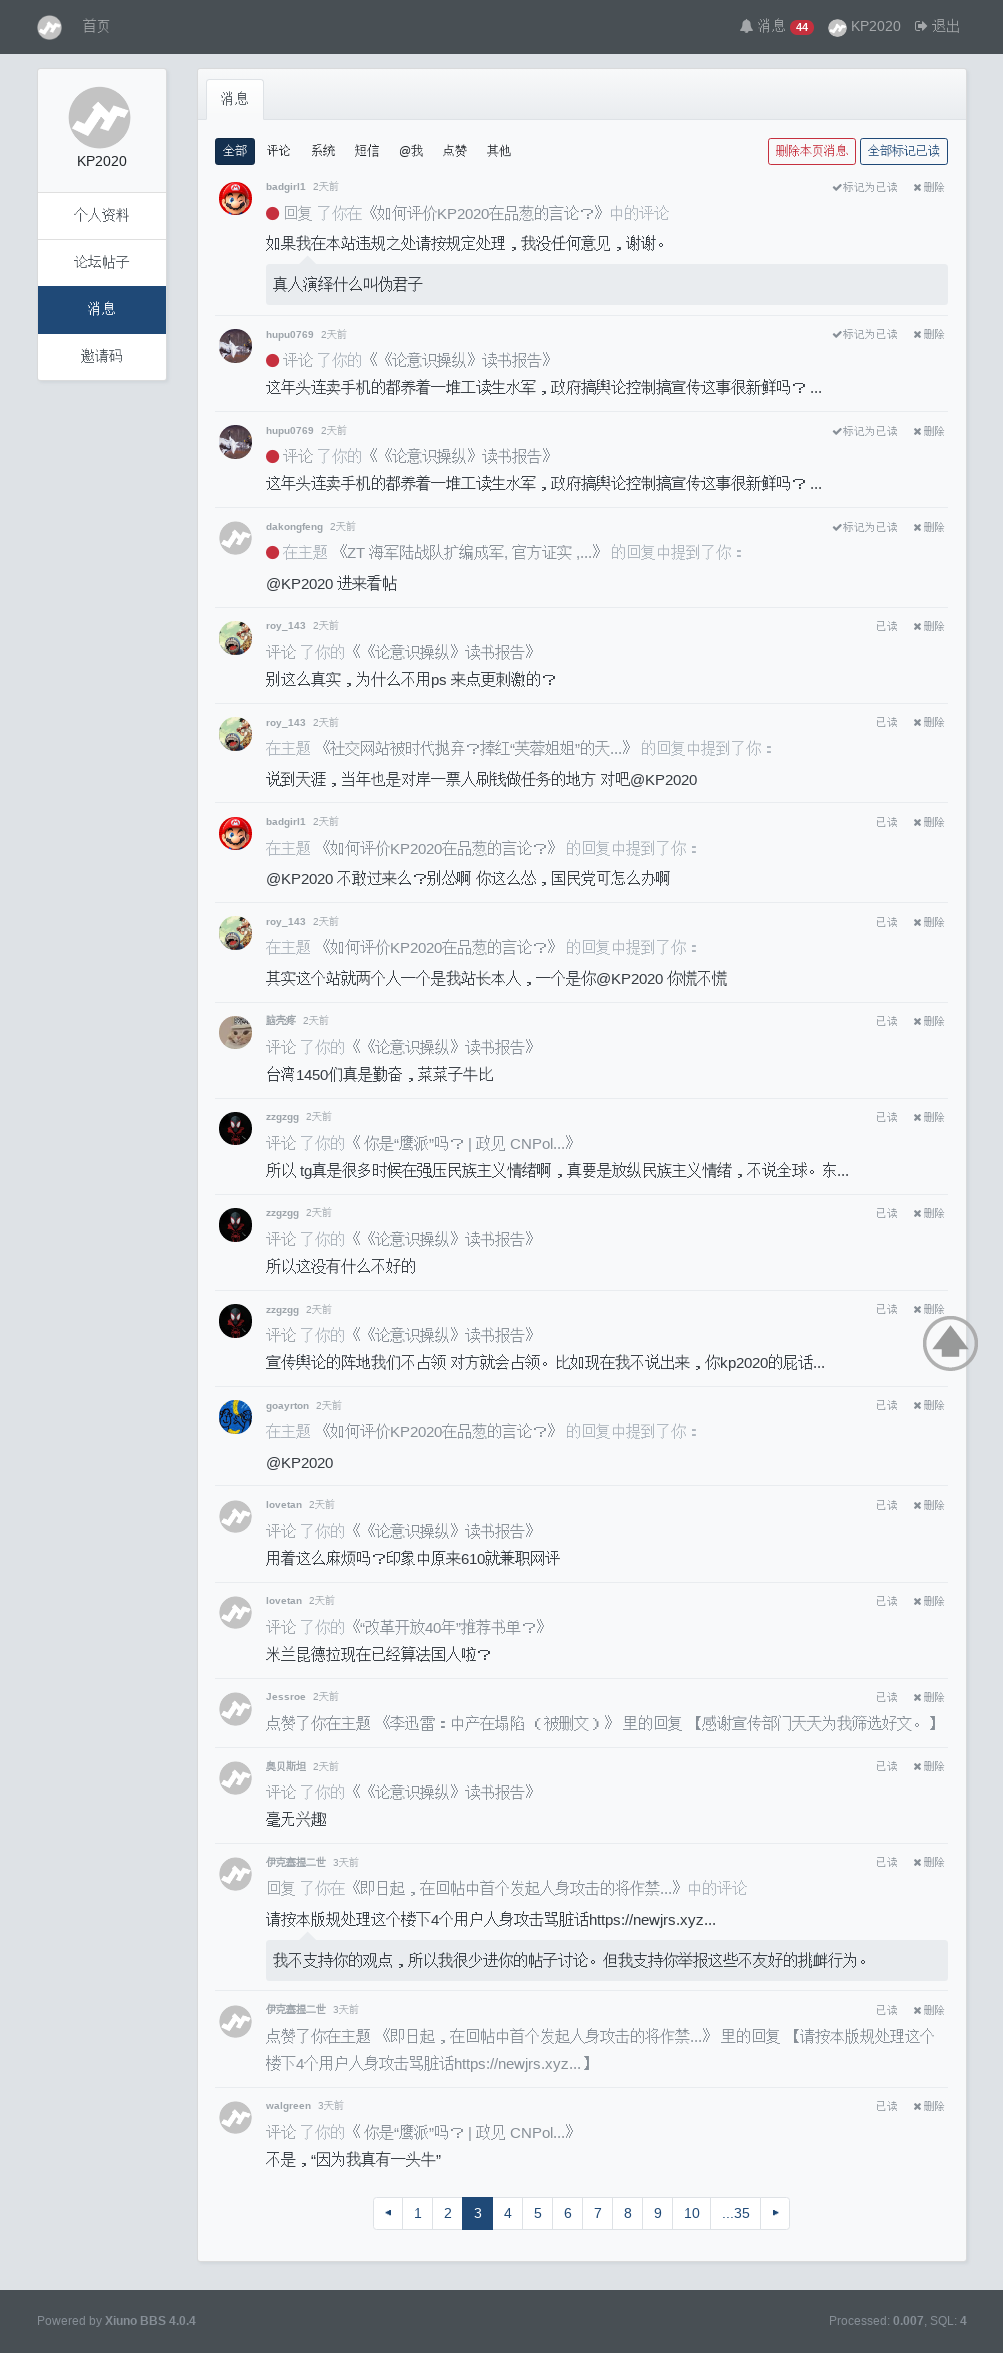 首页
消息 44 KP2020 退出
KP2020
个人资料
论坛帖子
消息
邀请码
消息
全部 评论 系统 短信 @我 点赞 其他
删除本页消息 全部标记已读
badgirl1 2天前 标记为已读 删除
回复 了你在《如何评价KP2020在品葱的言论？》中的评论
如果我在本站违规之处请按规定处理，我没任何意见，谢谢。
真人演绎什么叫伪君子
hupu0769 2天前 标记为已读 删除
评论 了你的《《论意识操纵》读书报告》
这年头连卖手机的都养着一堆工读生水军，政府搞舆论控制搞宣传这事很新鲜吗？...
hupu0769 2天前 标记为已读 删除
评论 了你的《《论意识操纵》读书报告》
这年头连卖手机的都养着一堆工读生水军，政府搞舆论控制搞宣传这事很新鲜吗？...
dakongfeng 2天前 标记为已读 删除
在主题 《ZT 海军陆战队扩编成军, 官方证实 ,...》 的回复中提到了你：
@KP2020 进来看帖
roy_143 2天前 已读 删除
评论 了你的《《论意识操纵》读书报告》
别这么真实，为什么不用ps 来点更刺激的？
roy_143 2天前 已读 删除
在主题 《社交网站被时代抛弃？捧红“芙蓉姐姐”的天...》 的回复中提到了你：
说到天涯，当年也是对岸一票人刷钱做任务的地方 对吧@KP2020
badgirl1 2天前 已读 删除
在主题 《如何评价KP2020在品葱的言论？》 的回复中提到了你：
@KP2020 不敢过来么？别怂啊 你这么怂，国民党可怎么办啊
roy_143 2天前 已读 删除
在主题 《如何评价KP2020在品葱的言论？》 的回复中提到了你：
其实这个站就两个人一个是我站长本人，一个是你@KP2020 你慌不慌
脑壳疼 2天前 已读 删除
评论 了你的《《论意识操纵》读书报告》
台湾1450们真是勤奋，菜菜子牛比
zzgzgg 2天前 已读 删除
评论 了你的《 你是“鹰派”吗？ | 政见 CNPol...》
所以 tg真是很多时候在强压民族主义情绪啊，真要是放纵民族主义情绪，不说全球。东...
zzgzgg 2天前 已读 删除
评论 了你的《《论意识操纵》读书报告》
所以这没有什么不好的
zzgzgg 2天前 已读 删除
评论 了你的《《论意识操纵》读书报告》
宣传舆论的阵地我们不占领 对方就会占领。比如现在我不说出来，你kp2020的屁话...
goayrton 2天前 已读 删除
在主题 《如何评价KP2020在品葱的言论？》 的回复中提到了你：
@KP2020
lovetan 2天前 已读 删除
评论 了你的《《论意识操纵》读书报告》
用着这么麻烦吗？印象中原来610就兼职网评
lovetan 2天前 已读 删除
评论 了你的《“改革开放40年”推荐书单？》
米兰昆德拉现在已经算法国人啦？
Jessroe 2天前 已读 删除
点赞了你在主题 《李迅雷：中产在塌陷 （被删文）》 里的回复 【感谢宣传部门天天为我筛选好文。】
奥贝斯坦 2天前 已读 删除
评论 了你的《《论意识操纵》读书报告》
毫无兴趣
3天前 已读 删除
回复 了你在《即日起，在回帖中首个发起人身攻击的将作禁...》中的评论
请按本版规处理这个楼下4个用户人身攻击骂脏话https://newjrs.xyz...
我不支持你的观点，所以我很少进你的帖子讨论。但我支持你举报这些不友好的挑衅行为。
3天前 已读 删除
点赞了你在主题 《即日起，在回帖中首个发起人身攻击的将作禁...》 里的回复 【请按本版规处理这个
楼下4个用户人身攻击骂脏话https://newjrs.xyz...】
walgreen 3天前 已读 删除
评论 了你的《 你是“鹰派”吗？ | 政见 CNPol...》
不是，“因为我真有一头牛”
◂ 1 2 3 4 5 6 7 8 9 10 ...35 ▸
Powered by Xiuno BBS 4.0.4
Processed: 0.007, SQL: 4